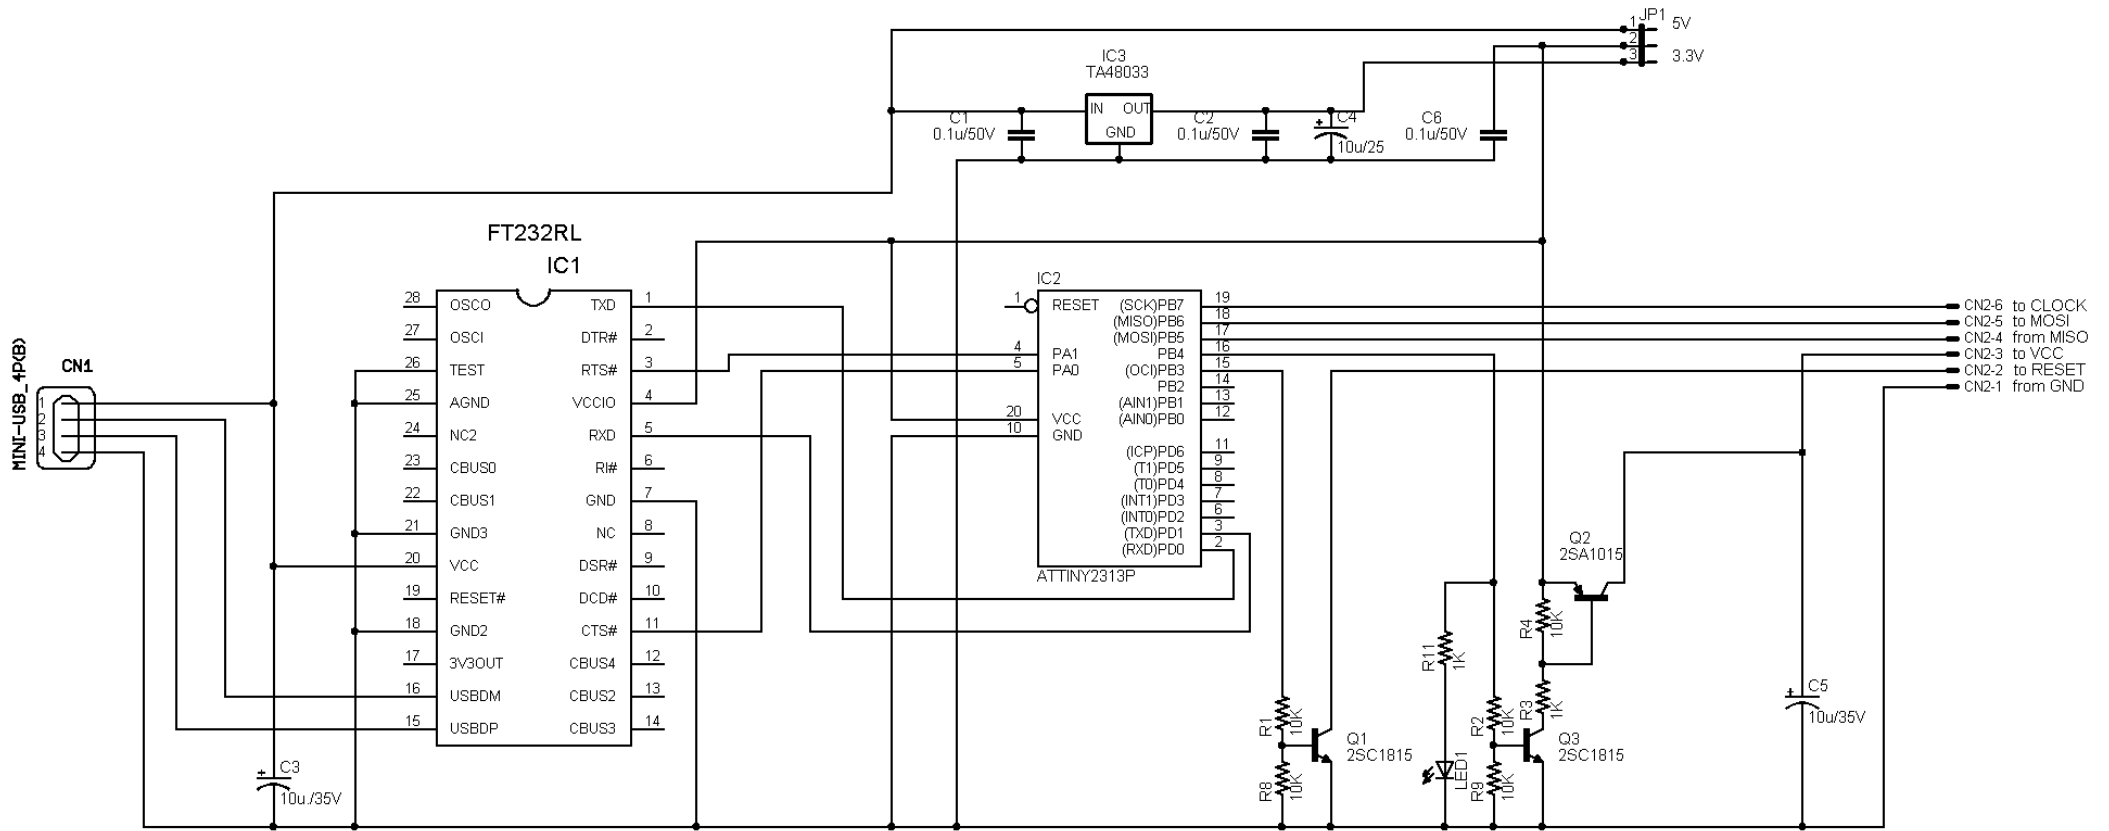 JP1
1
5V
2
3
3.3V
IC3
TA48033
IN OUT
GND
C1
0.1u/50V
C2
0.1u/50V
C4
10u/25
C6
0.1u/50V
FT232RL
IC1
28 OSCO TXD 1
27 OSCI DTR# 2
26 TEST RTS# 3
25 AGND VCCIO 4
24 NC2 RXD 5
23 CBUS0 RI# 6
22 CBUS1 GND 7
21 GND3 NC 8
20 VCC DSR# 9
19 RESET# DCD# 10
18 GND2 CTS# 11
17 3V3OUT CBUS4 12
16 USBDM CBUS2 13
15 USBDP CBUS3 14
MINI-USB_4P(B)
CN1
1
2
3
4
C3
10u./35V
IC2
1 RESET (SCK)PB7 19
(MISO)PB6 18
(MOSI)PB5 17
4 PA1 PB4 16
5 PA0 (OCI)PB3 15
PB2 14
(AIN1)PB1 13
20 VCC (AIN0)PB0 12
10 GND
(ICP)PD6 11
(T1)PD5 9
(T0)PD4 8
(INT1)PD3 7
(INT0)PD2 6
(TXD)PD1 3
(RXD)PD0 2
ATTINY2313P
CN2-6 to CLOCK
CN2-5 to MOSI
CN2-4 from MISO
CN2-3 to VCC
CN2-2 to RESET
CN2-1 from GND
Q2
2SA1015
R4
10K
R11
1K
R3
1K
R1
10K
R2
10K
Q1
2SC1815
Q3
2SC1815
R8
10K
LED1
R9
10K
C5
10u/35V